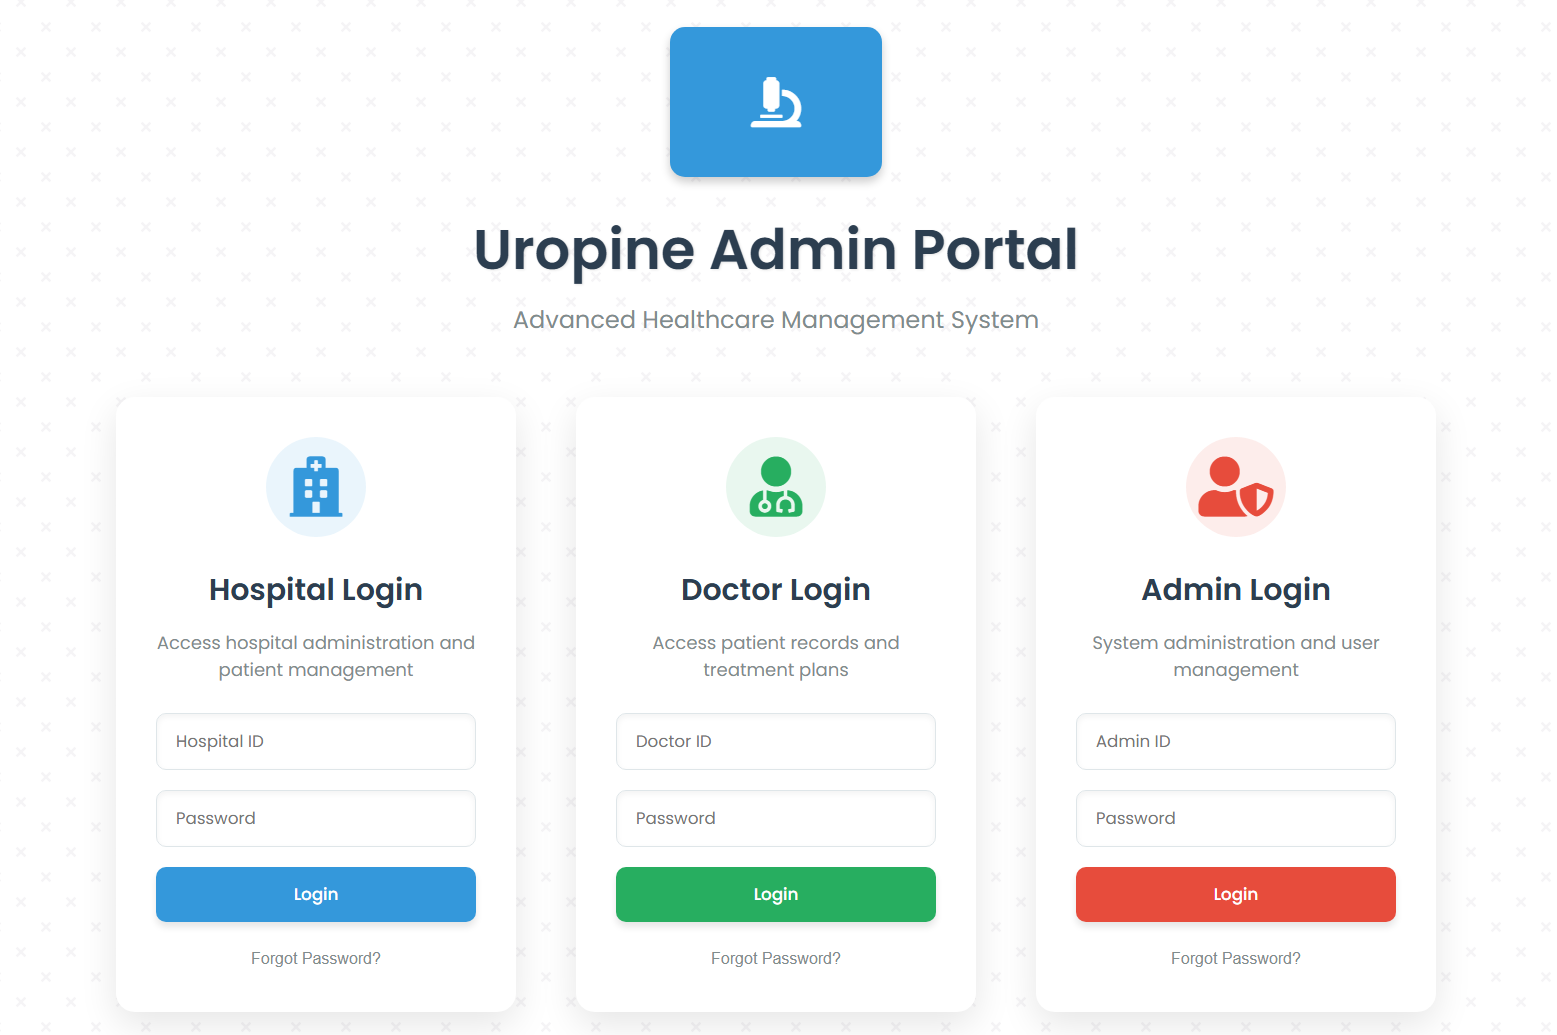 Uropine Admin Portal
Advanced Healthcare Management System
Hospital Login
Access hospital administration and
patient management
Hospital ID
Password
Login
Forgot Password?
Doctor Login
Access patient records and
treatment plans
Doctor ID
Password
Login
Forgot Password?
Admin Login
System administration and user
management
Admin ID
Password
Login
Forgot Password?